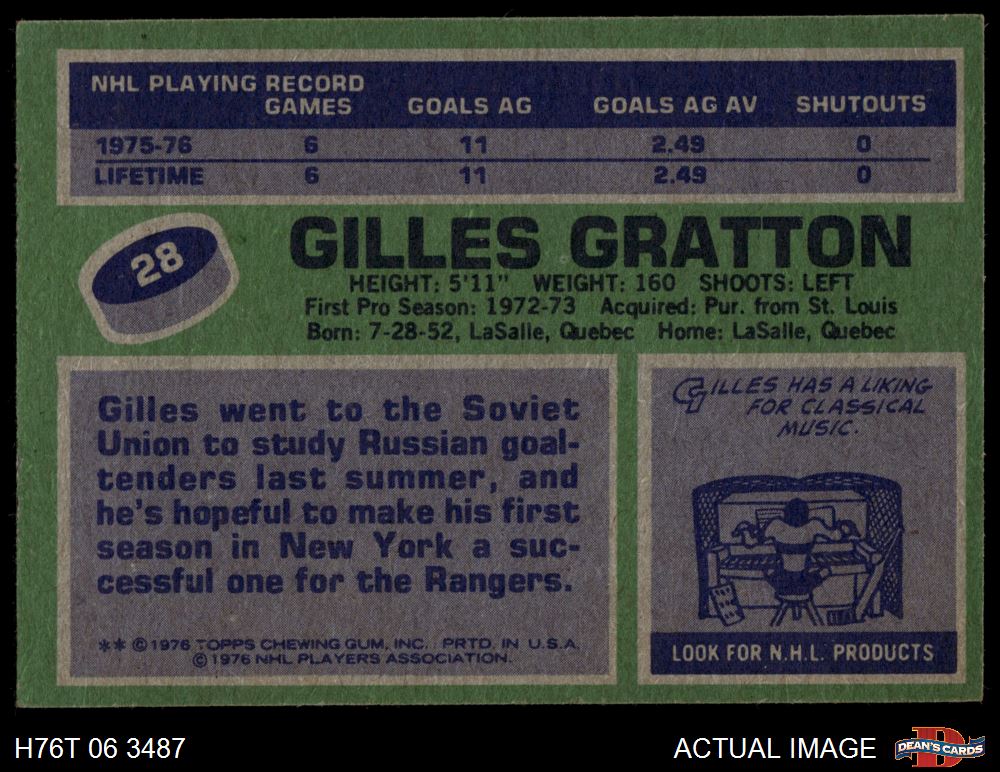 NHL PLAYING RECORD
GAMES GOALS AG GOALS AG AV SHUTOUTS
1975-76 6 11 2.49 0
LIFETIME 6 11 2.49 0
28
GILLES GRATTON
HEIGHT: 5'11" WEIGHT: 160 SHOOTS: LEFT
First Pro Season: 1972-73 Acquired: Pur. from St. Louis
Born: 7-28-52, LaSalle, Quebec Home: LaSalle, Quebec
Gilles went to the Soviet
Union to study Russian goal-
tenders last summer, and
he's hopeful to make his first
season in New York a suc-
cessful one for the Rangers.
** © 1976 TOPPS CHEWING GUM, INC. PRTD. IN U.S.A.
© 1976 NHL PLAYERS ASSOCIATION.
GILLES HAS A LIKING
FOR CLASSICAL
MUSIC.
LOOK FOR N.H.L. PRODUCTS
H76T 06 3487
ACTUAL IMAGE
D
DEAN'S CARDS